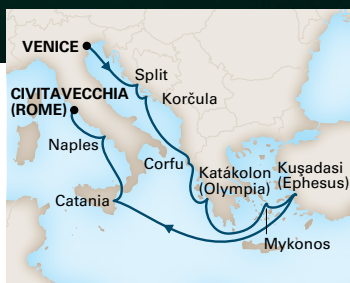 VENICE
Split
Korčula
CIVITAVECCHIA
(ROME)
Naples
Corfu
Katákolon
(Olympia)
Kuşadasi
(Ephesus)
Catania
Mykonos